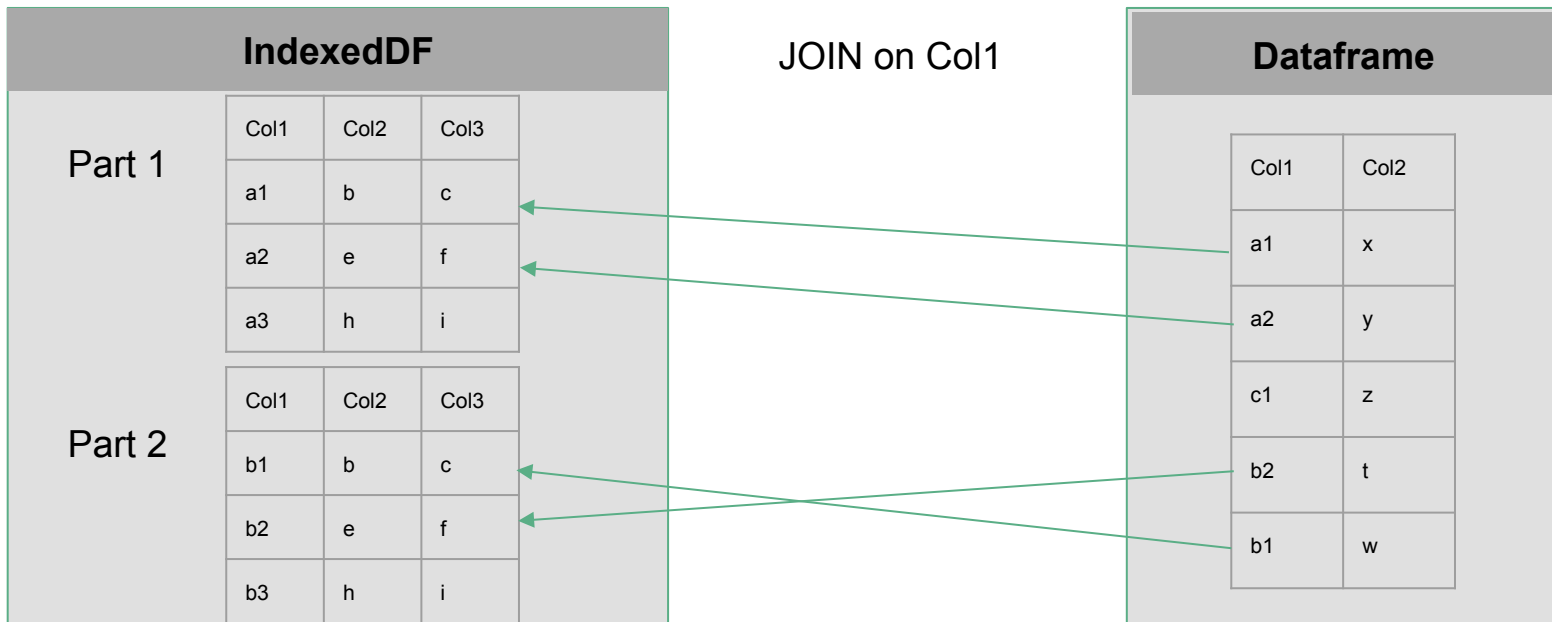 IndexedDF
JOIN on Col1
Dataframe
Part 1
Col1 Col2 Col3
a1 b c
a2 e f
a3 h i
Part 2
Col1 Col2 Col3
b1 b c
b2 e f
b3 h i
Col1 Col2
a1 x
a2 y
c1 z
b2 t
b1 w